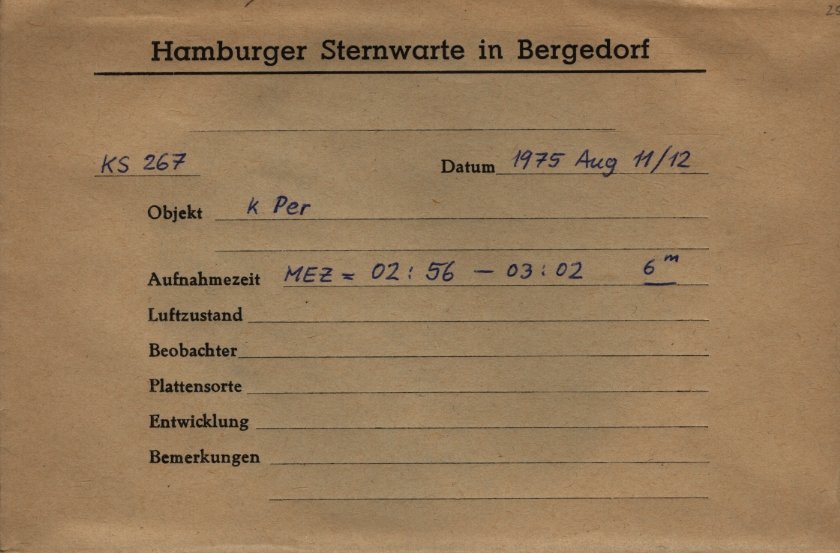 Hamburger Sternwarte in Bergedorf
KS 267 Datum 1975 Aug 11/12
Objekt k Per
Aufnahmezeit MEZ = 02:56 — 03:02 6ᵐ
Luftzustand
Beobachter
Plattensorte
Entwicklung
Bemerkungen